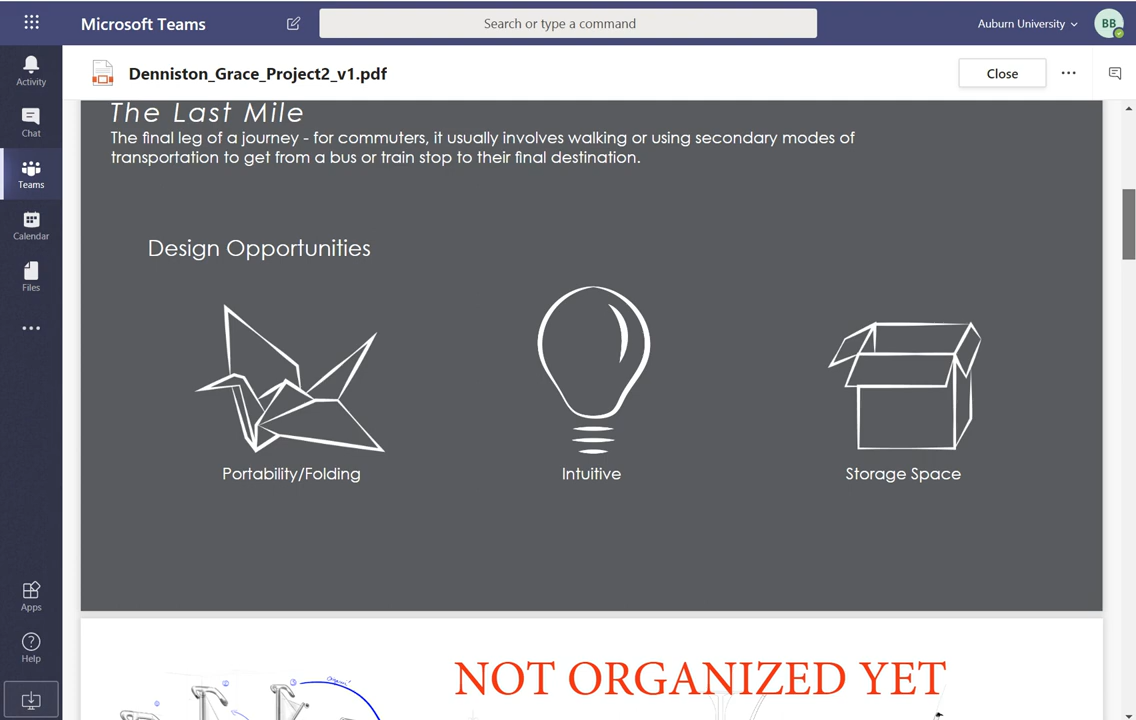 Microsoft Teams
Search or type a command
Auburn University
BB
Activity
Chat
Teams
Calendar
Files
Apps
Help
Denniston_Grace_Project2_v1.pdf
Close
The Last Mile
The final leg of a journey - for commuters, it usually involves walking or using secondary modes of
transportation to get from a bus or train stop to their final destination.
Design Opportunities
Portability/Folding
Intuitive
Storage Space
NOT ORGANIZED YET